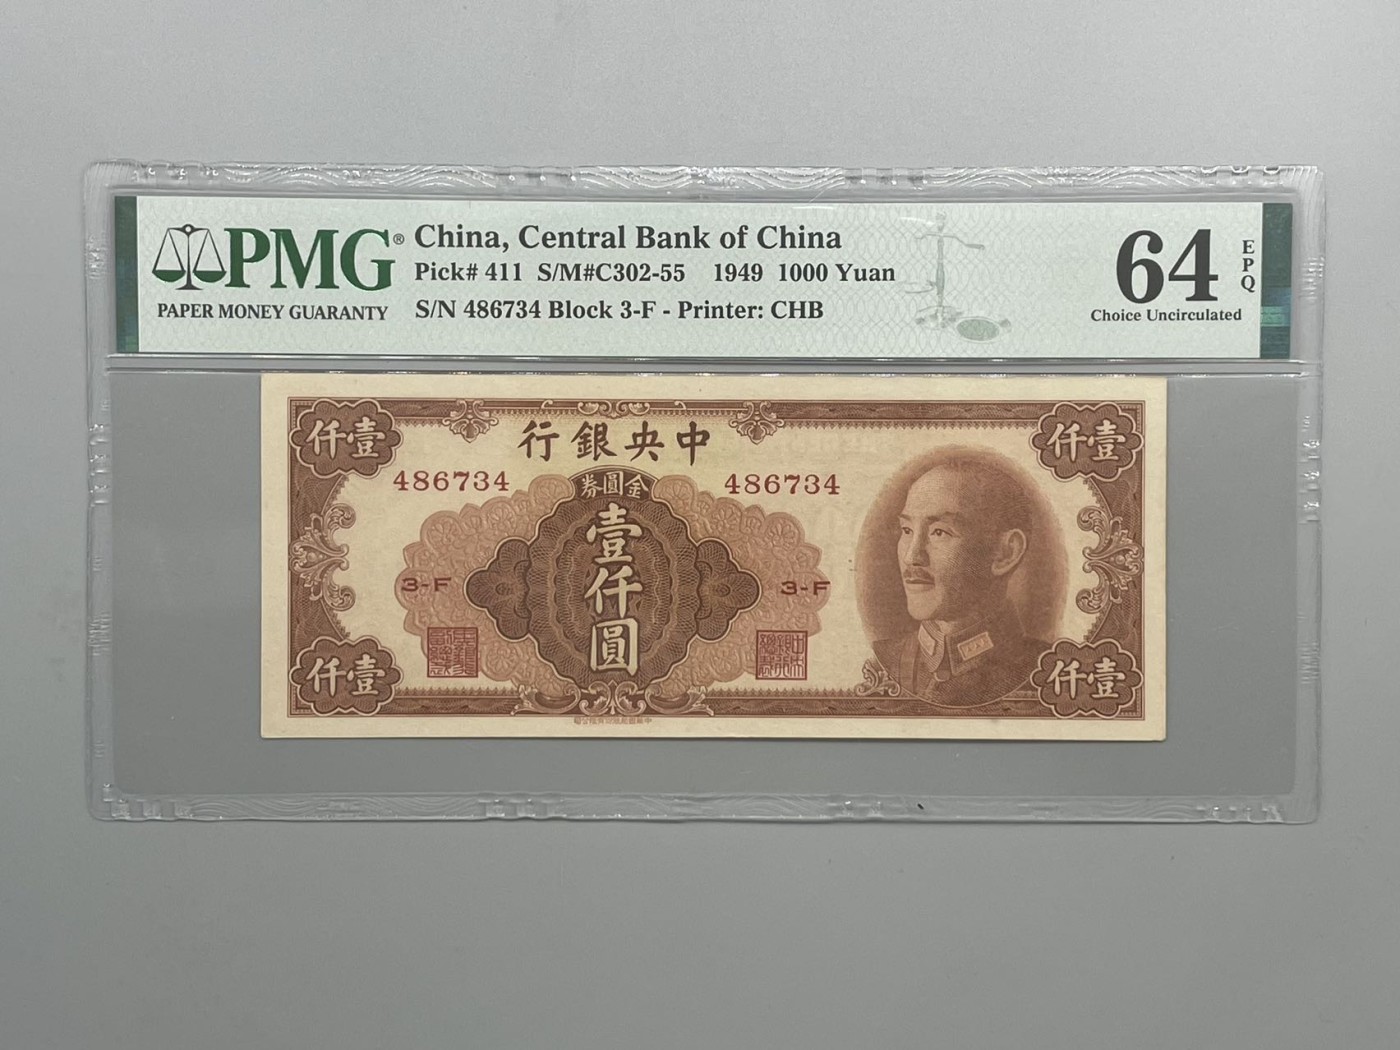 PMG®
PAPER MONEY GUARANTY
China, Central Bank of China
Pick# 411 S/M#C302-55 1949 1000 Yuan
S/N 486734 Block 3-F - Printer: CHB
64
EPQ
Choice Uncirculated
仟壹
行銀央中
仟壹
486734
券圓金
486734
壹仟圓
3-F
3-F
仟壹
仟壹